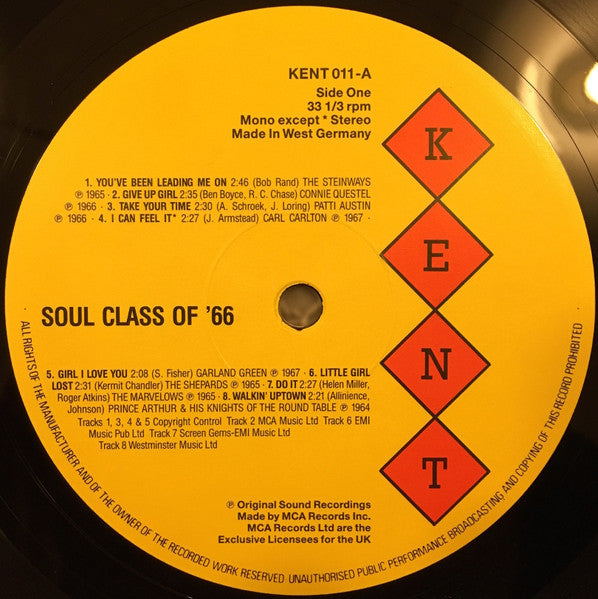 KENT 011-A
Side One
33 1/3 rpm
Mono except * Stereo
Made In West Germany
K
E
N
T
1. YOU'VE BEEN LEADING ME ON 2:46 (Bob Rand) THE STEINWAYS
℗ 1965 · 2. GIVE UP GIRL 2:35 (Ben Boyce, R. C. Chase) CONNIE QUESTEL
℗ 1966 · 3. TAKE YOUR TIME 2:30 (A. Schroek, J. Loring) PATTI AUSTIN
℗ 1966 · 4. I CAN FEEL IT* 2:27 (J. Armstead) CARL CARLTON ℗ 1967 ·
SOUL CLASS OF '66
5. GIRL I LOVE YOU 2:08 (S. Fisher) GARLAND GREEN ℗ 1967 · 6. LITTLE GIRL
LOST 2:31 (Kermit Chandler) THE SHEPARDS ℗ 1965 · 7. DO IT 2:27 (Helen Miller,
Roger Atkins) THE MARVELOWS ℗ 1965 · 8. WALKIN' UPTOWN 2:21 (Allinience,
Johnson) PRINCE ARTHUR & HIS KNIGHTS OF THE ROUND TABLE ℗ 1964
Tracks 1, 3, 4 & 5 Copyright Control Track 2 MCA Music Ltd Track 6 EMI
Music Pub Ltd Track 7 Screen Gems-EMI Music Ltd
Track 8 Westminster Music Ltd
℗ Original Sound Recordings
Made by MCA Records Inc.
MCA Records Ltd are the
Exclusive Licensees for the UK
ALL RIGHTS OF THE MANUFACTURER AND OF THE OWNER OF THE RECORDED WORK RESERVED · UNAUTHORISED PUBLIC PERFORMANCE BROADCASTING AND COPYING OF THIS RECORD PROHIBITED